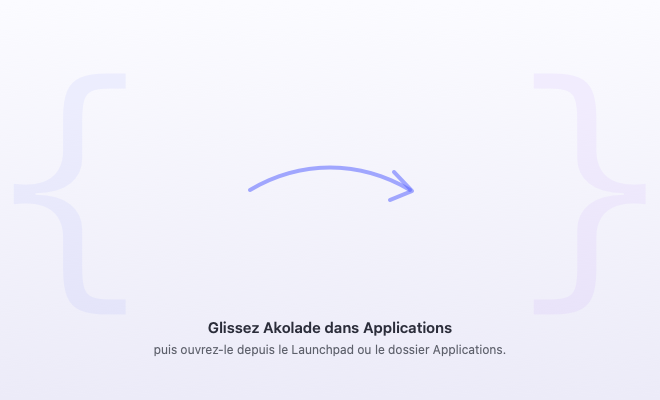 { }
Glissez Akolade dans Applications
puis ouvrez-le depuis le Launchpad ou le dossier Applications.